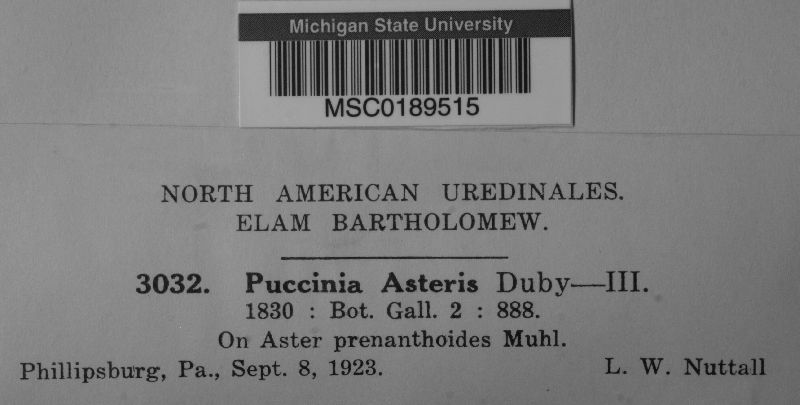 Michigan State University
MSC0189515
NORTH AMERICAN UREDINALES.
ELAM BARTHOLOMEW.
3032. Puccinia Asteris Duby—III.
1830 : Bot. Gall. 2 : 888.
On Aster prenanthoides Muhl.
Phillipsburg, Pa., Sept. 8, 1923. L. W. Nuttall